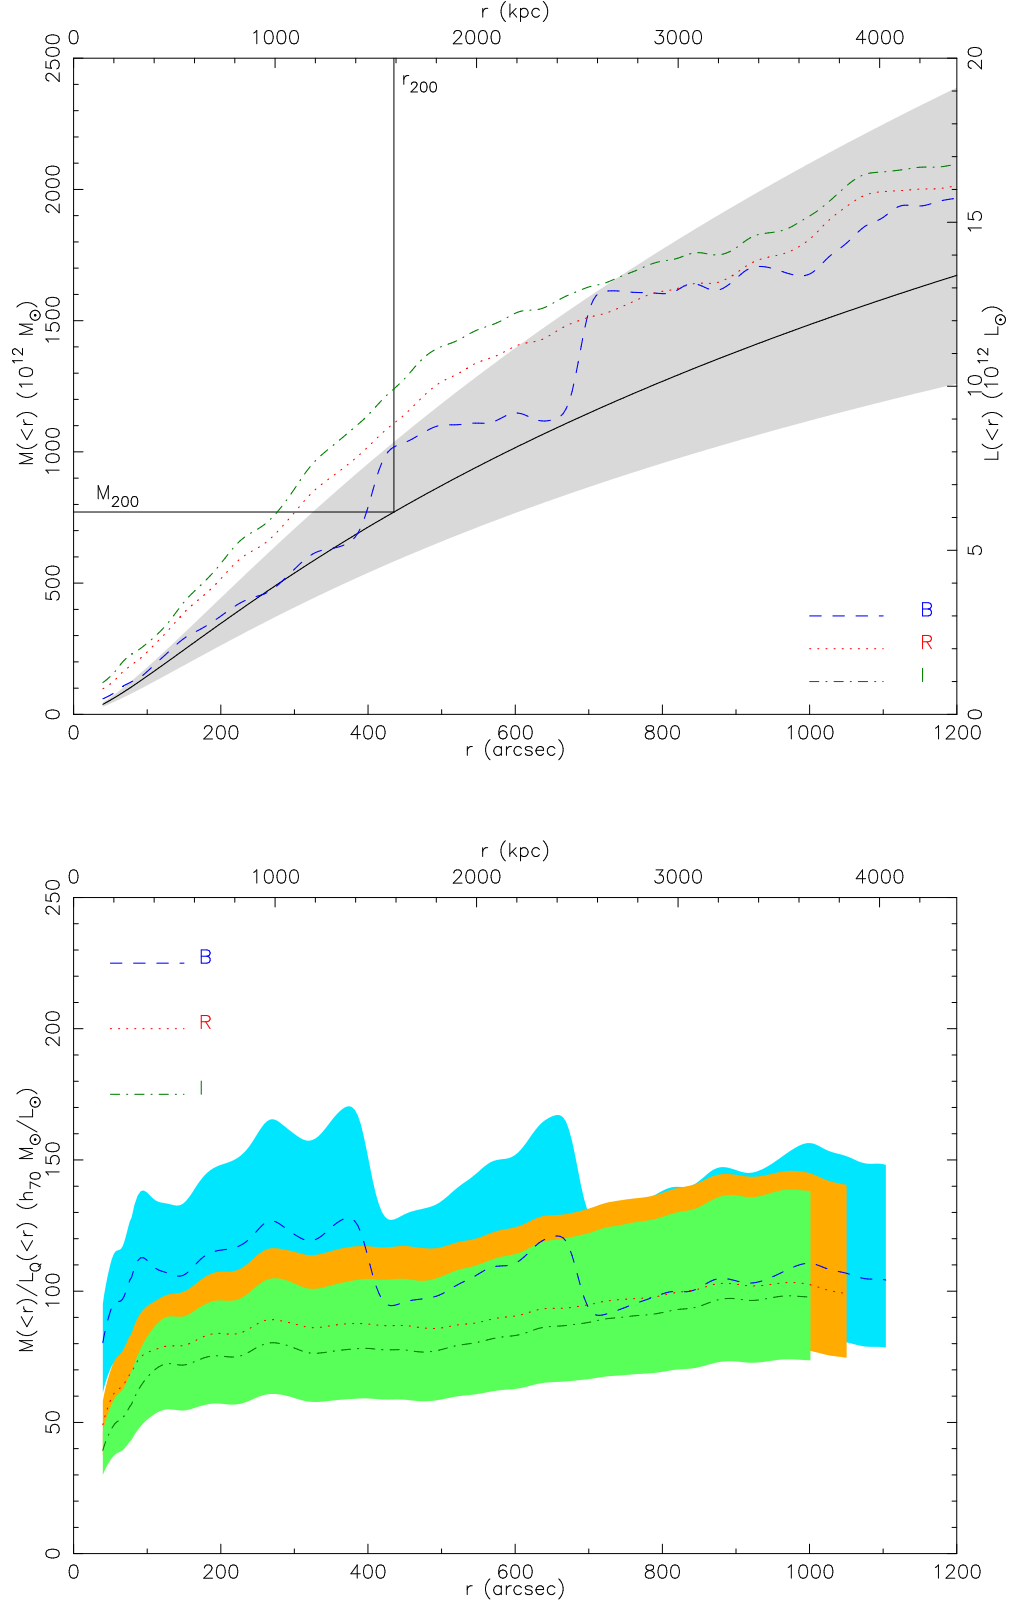 r (kpc)
0 1000 2000 3000 4000
r200
M200
M(<r) (10^12 M⊙)
0 500 1000 1500 2000 2500
L(<r) (10^12 L⊙)
0 5 10 15 20
B
R
I
0 200 400 600 800 1000 1200
r (arcsec)
r (kpc)
0 1000 2000 3000 4000
B
R
I
M(<r)/LQ(<r) (h70 M⊙/L⊙)
0 50 100 150 200 250
0 200 400 600 800 1000 1200
r (arcsec)